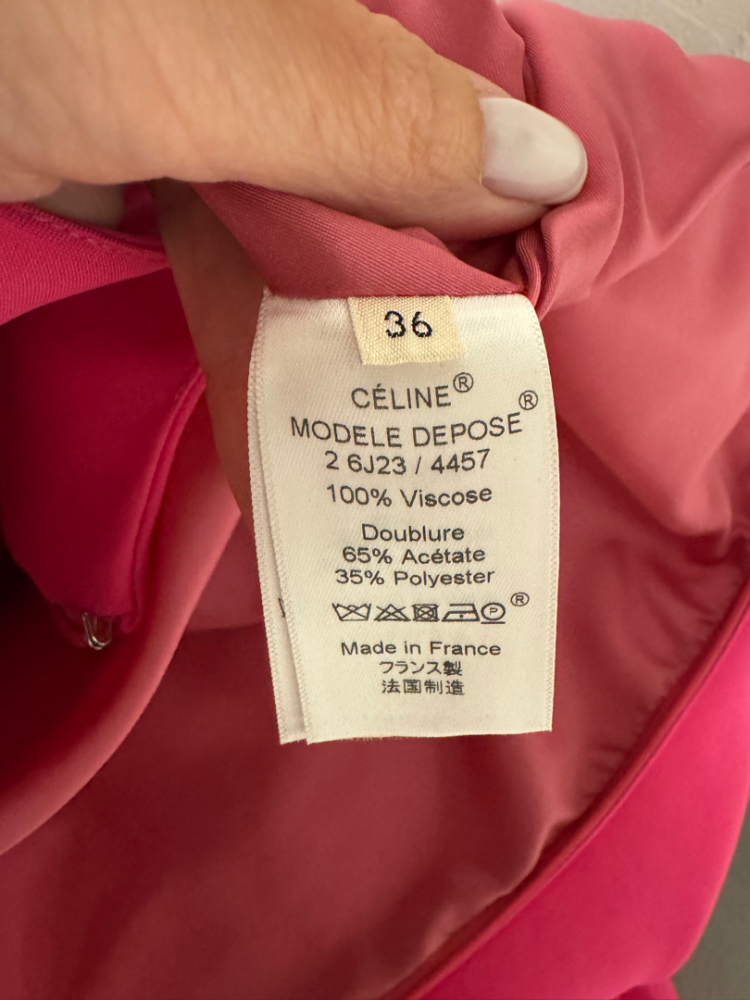 36
CÉLINE®
MODELE DEPOSE®
2 6J23 / 4457
100% Viscose
Doublure
65% Acétate
35% Polyester
P ®
Made in France
フランス製
法国制造